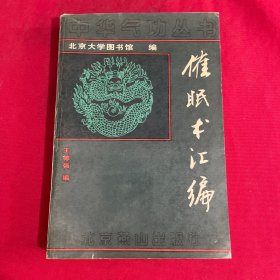 中华气功丛书
北京大学图书馆 编
催眠术汇编
北京燕山出版社